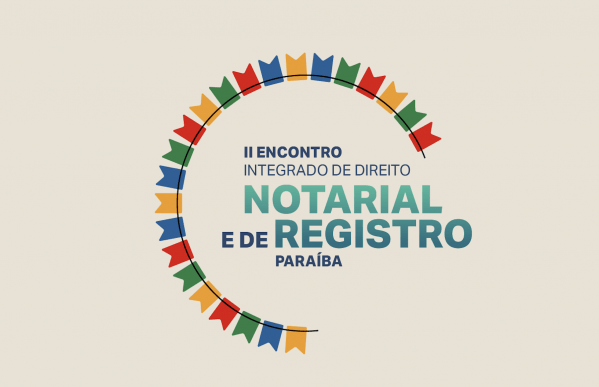 II ENCONTRO
INTEGRADO DE DIREITO
NOTARIAL
E DE REGISTRO
PARAÍBA